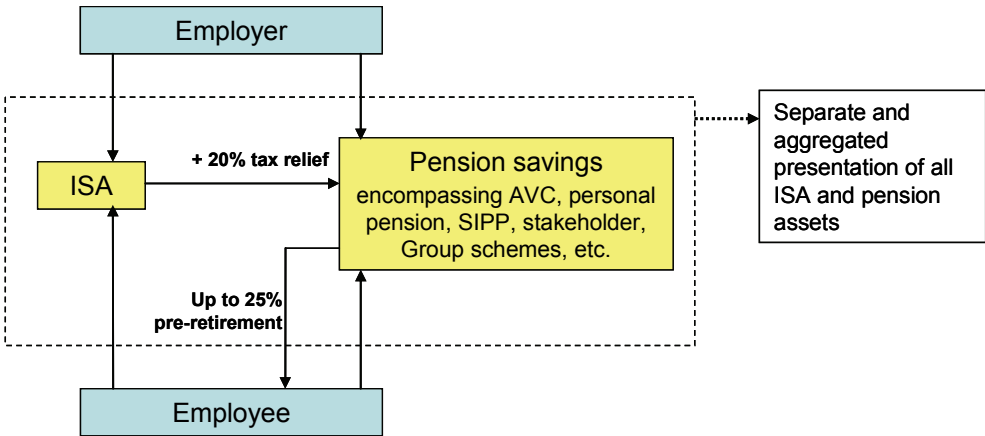 Employer
+ 20% tax relief
ISA
Pension savings
encompassing AVC, personal
pension, SIPP, stakeholder,
Group schemes, etc.
Separate and
aggregated
presentation of all
ISA and pension
assets
Up to 25%
pre-retirement
Employee